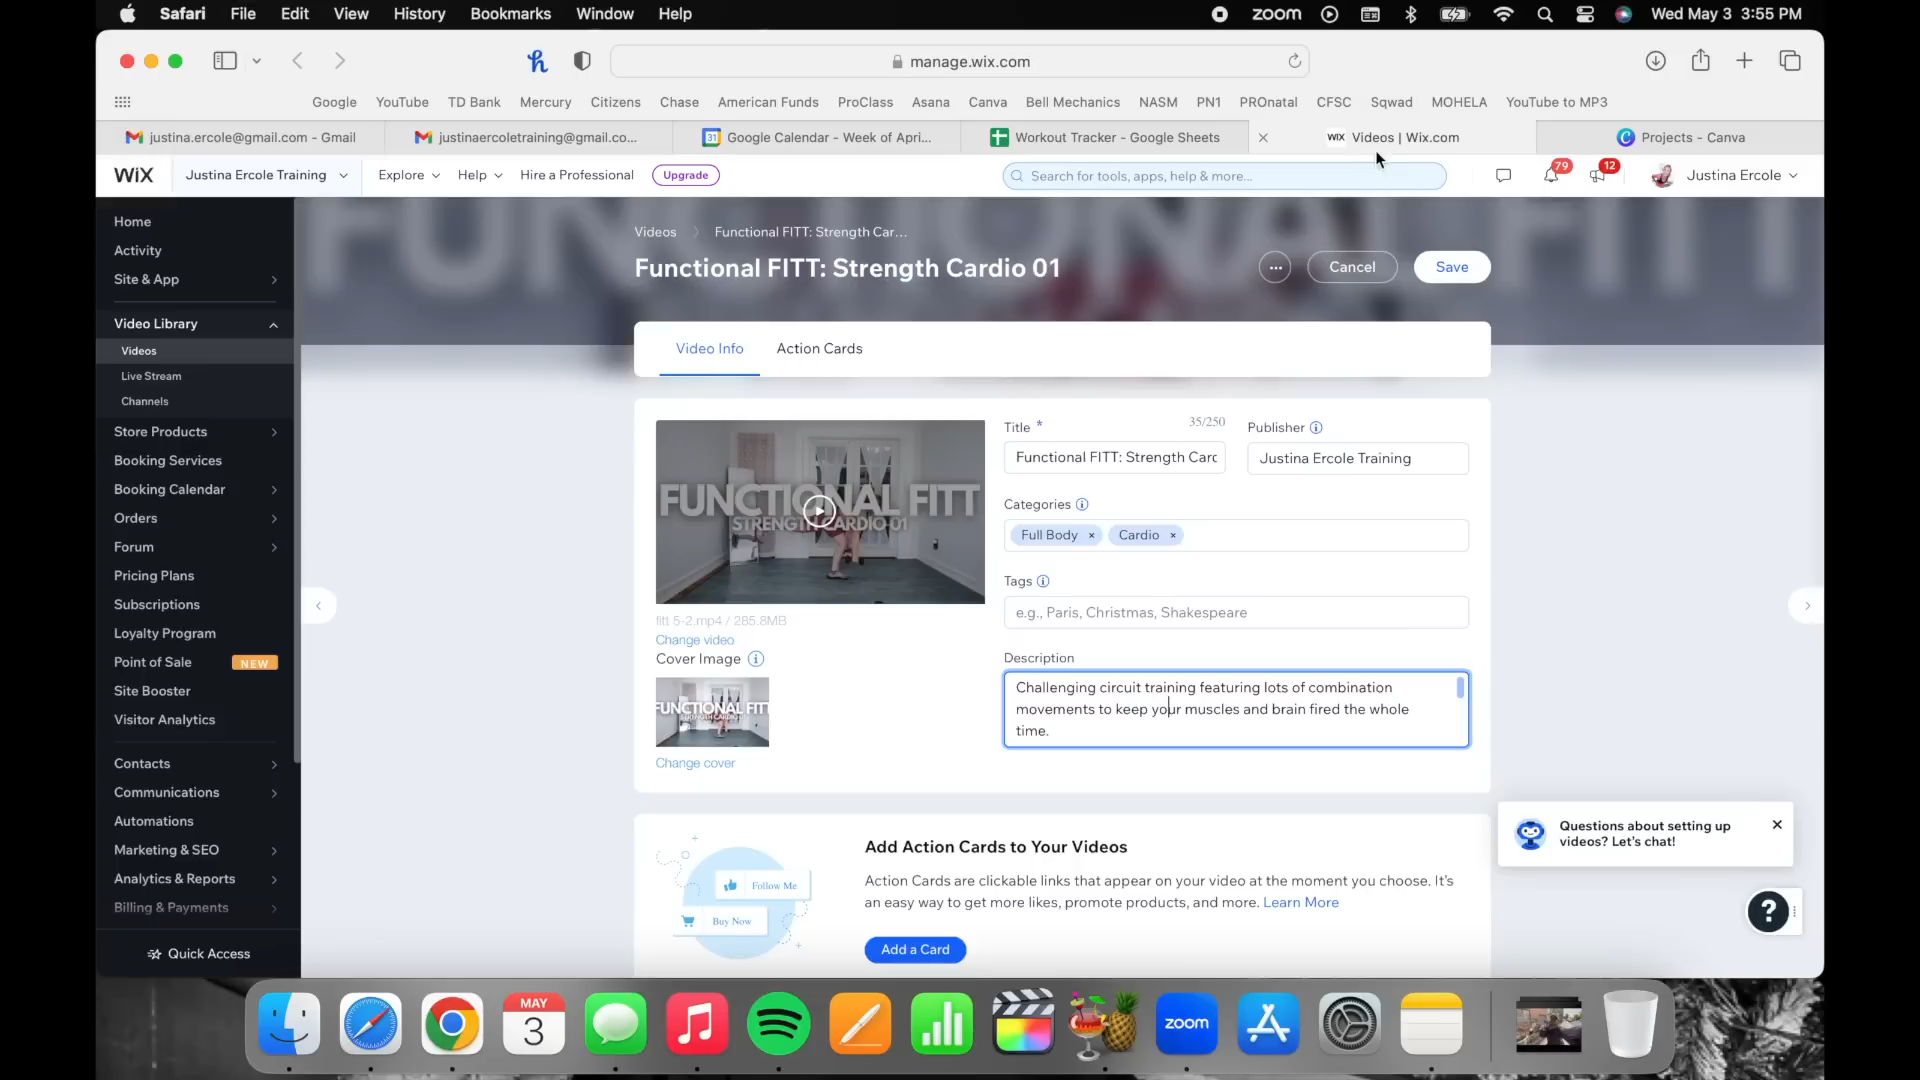 Safari File Edit View History Bookmarks Window Help zoom Wed May 3 3:55 PM
manage.wix.com
Google YouTube TD Bank Mercury Citizens Chase American Funds ProClass Asana Canva Bell Mechanics NASM PN1 PROnatal CFSC Sqwad MOHELA YouTube to MP3
justina.ercole@gmail.com - Gmail justinaercoletraining@gmail.co... Google Calendar - Week of Apri... Workout Tracker - Google Sheets Videos | Wix.com Projects - Canva
WIX Justina Ercole Training Explore Help Hire a Professional Upgrade Search for tools, apps, help & more... 79 12 Justina Ercole
Home
Activity
Site & App
Video Library
Videos
Live Stream
Channels
Store Products
Booking Services
Booking Calendar
Orders
Forum
Pricing Plans
Subscriptions
Loyalty Program
Point of Sale NEW
Site Booster
Visitor Analytics
Contacts
Communications
Automations
Marketing & SEO
Analytics & Reports
Billing & Payments
Quick Access
FUNCTIONAL FITT
Videos Functional FITT: Strength Car...
Functional FITT: Strength Cardio 01
... Cancel Save
Video Info Action Cards
FUNCTIONAL FITT
STRENGTH CARDIO 01
fitt 5-2.mp4 / 285.8MB
Change video
Cover Image
FUNCTIONAL FITT
STRENGTH CARDIO 01
Change cover
Title * 35/250
Functional FITT: Strength Carc
Publisher
Justina Ercole Training
Categories
Full Body × Cardio ×
Tags
e.g., Paris, Christmas, Shakespeare
Description
Challenging circuit training featuring lots of combination
movements to keep your muscles and brain fired the whole
time.
Follow Me
Buy Now
Add Action Cards to Your Videos
Action Cards are clickable links that appear on your video at the moment you choose. It's
an easy way to get more likes, promote products, and more. Learn More
Add a Card
Questions about setting up
videos? Let's chat!
?
MAY
3
zoom